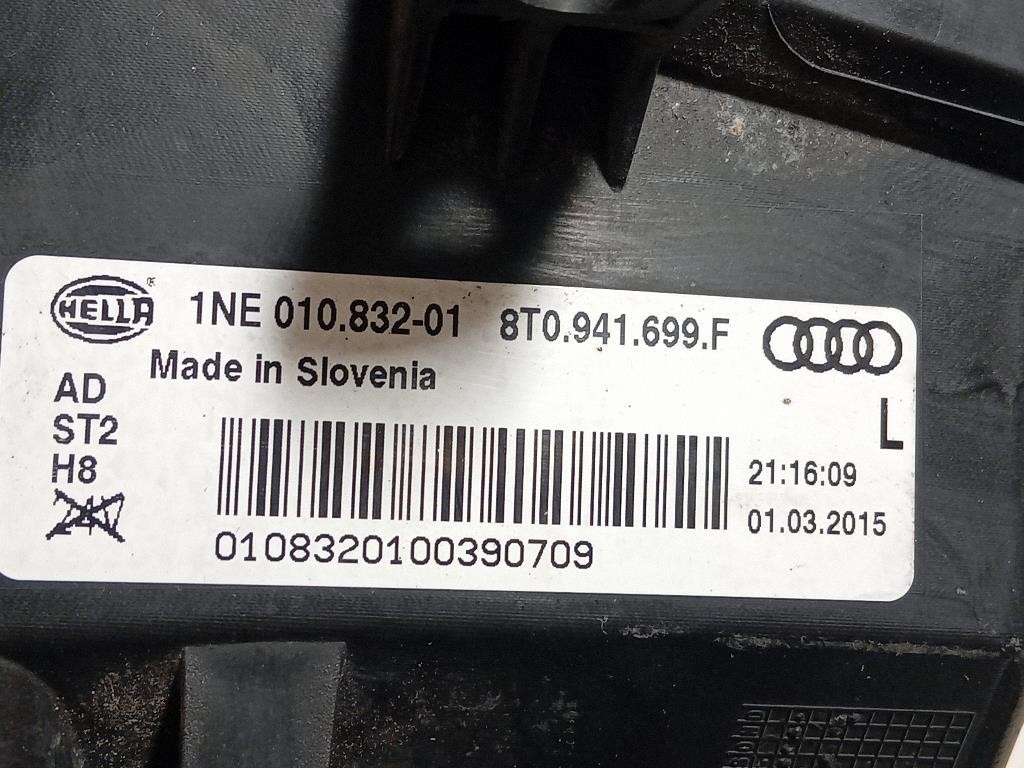 HELLA ® 1NE 010.832-01 8T0.941.699.F
Made in Slovenia
AD
ST2
H8
24V
L
21:16:09
01.03.2015
0108320100390709